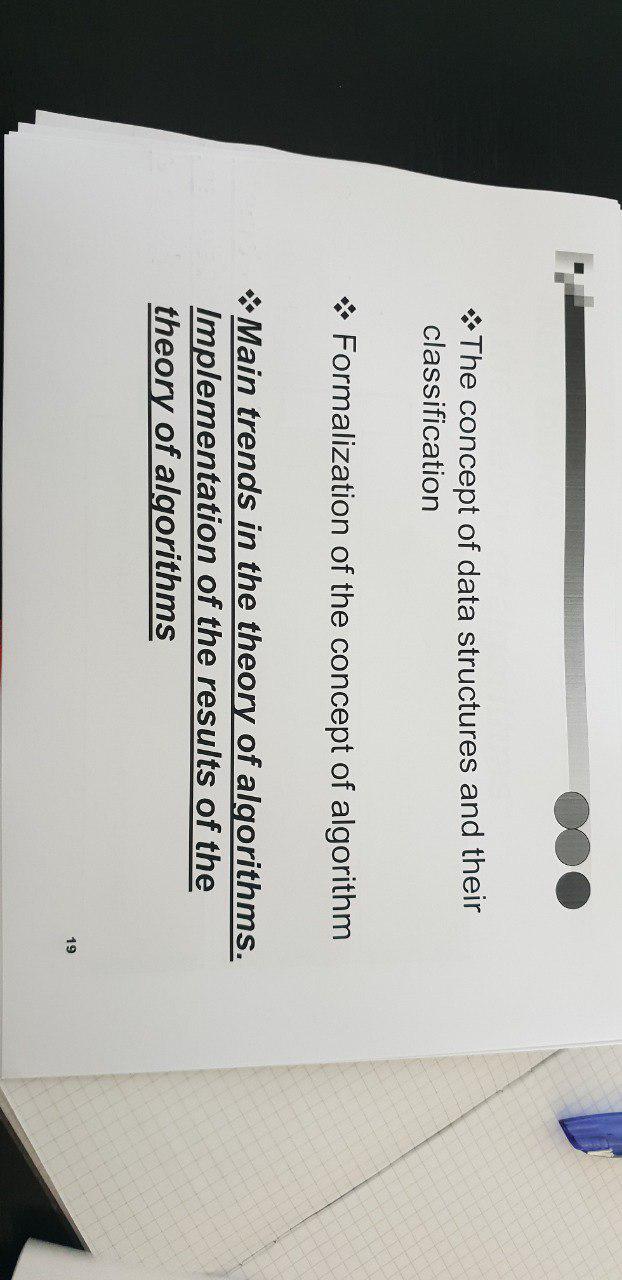 ❖ The concept of data structures and their
classification
❖ Formalization of the concept of algorithm
❖ Main trends in the theory of algorithms.
Implementation of the results of the
theory of algorithms
19